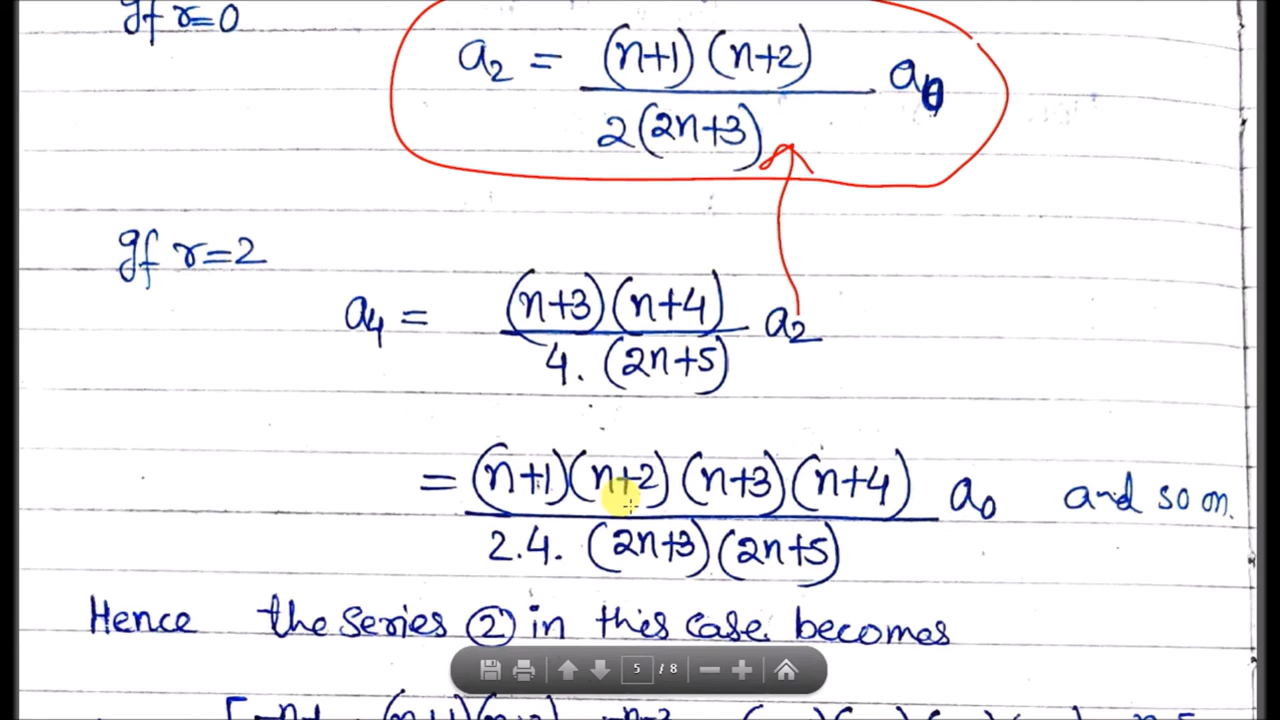 If r=0
a₂ = (n+1) (n+2) / 2(2n+3) a₀
If r=2
a₄ = (n+3) (n+4) / 4. (2n+5) a₂
= (n+1)(n+2) (n+3) (n+4) / 2.4. (2n+3) (2n+5) a₀ and so on.
Hence the series ② in this case becomes
5 / 8